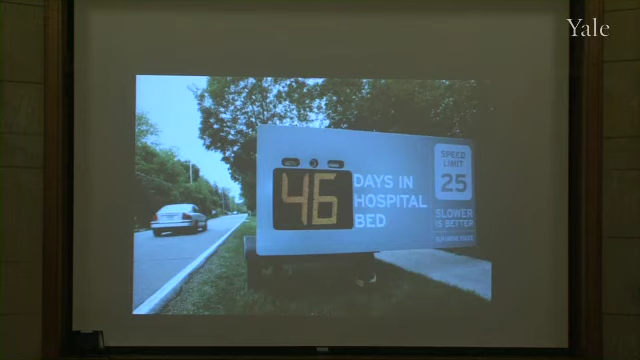 Yale
46
DAYS IN
HOSPITAL
BED
SPEED
LIMIT
25
SLOWER
IS BETTER